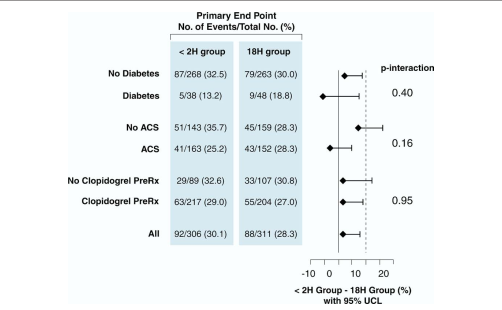 Primary End Point
No. of Events/Total No. (%)
< 2H group 18H group
p-interaction
No Diabetes 87/268 (32.5) 79/263 (30.0)
Diabetes 5/38 (13.2) 9/48 (18.8) 0.40
No ACS 51/143 (35.7) 45/159 (28.3)
0.16
ACS 41/163 (25.2) 43/152 (28.3)
No Clopidogrel PreRx 29/89 (32.6) 33/107 (30.8)
Clopidogrel PreRx 63/217 (29.0) 55/204 (27.0) 0.95
All 92/306 (30.1) 88/311 (28.3)
-10 0 10 20
< 2H Group - 18H Group (%)
with 95% UCL